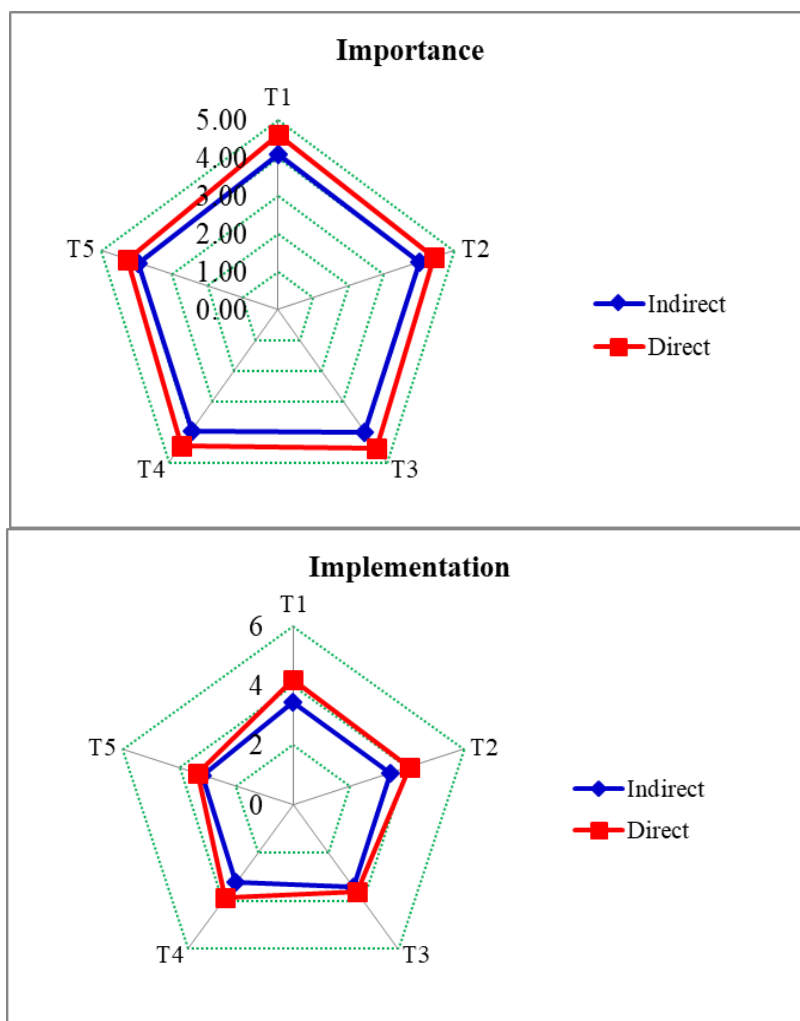 Importance
T1
5.00
4.00
3.00
T5
T2
2.00
1.00
0.00
Indirect
Direct
T4
T3
Implementation
T1
6
4
T5
T2
2
0
Indirect
Direct
T4
T3